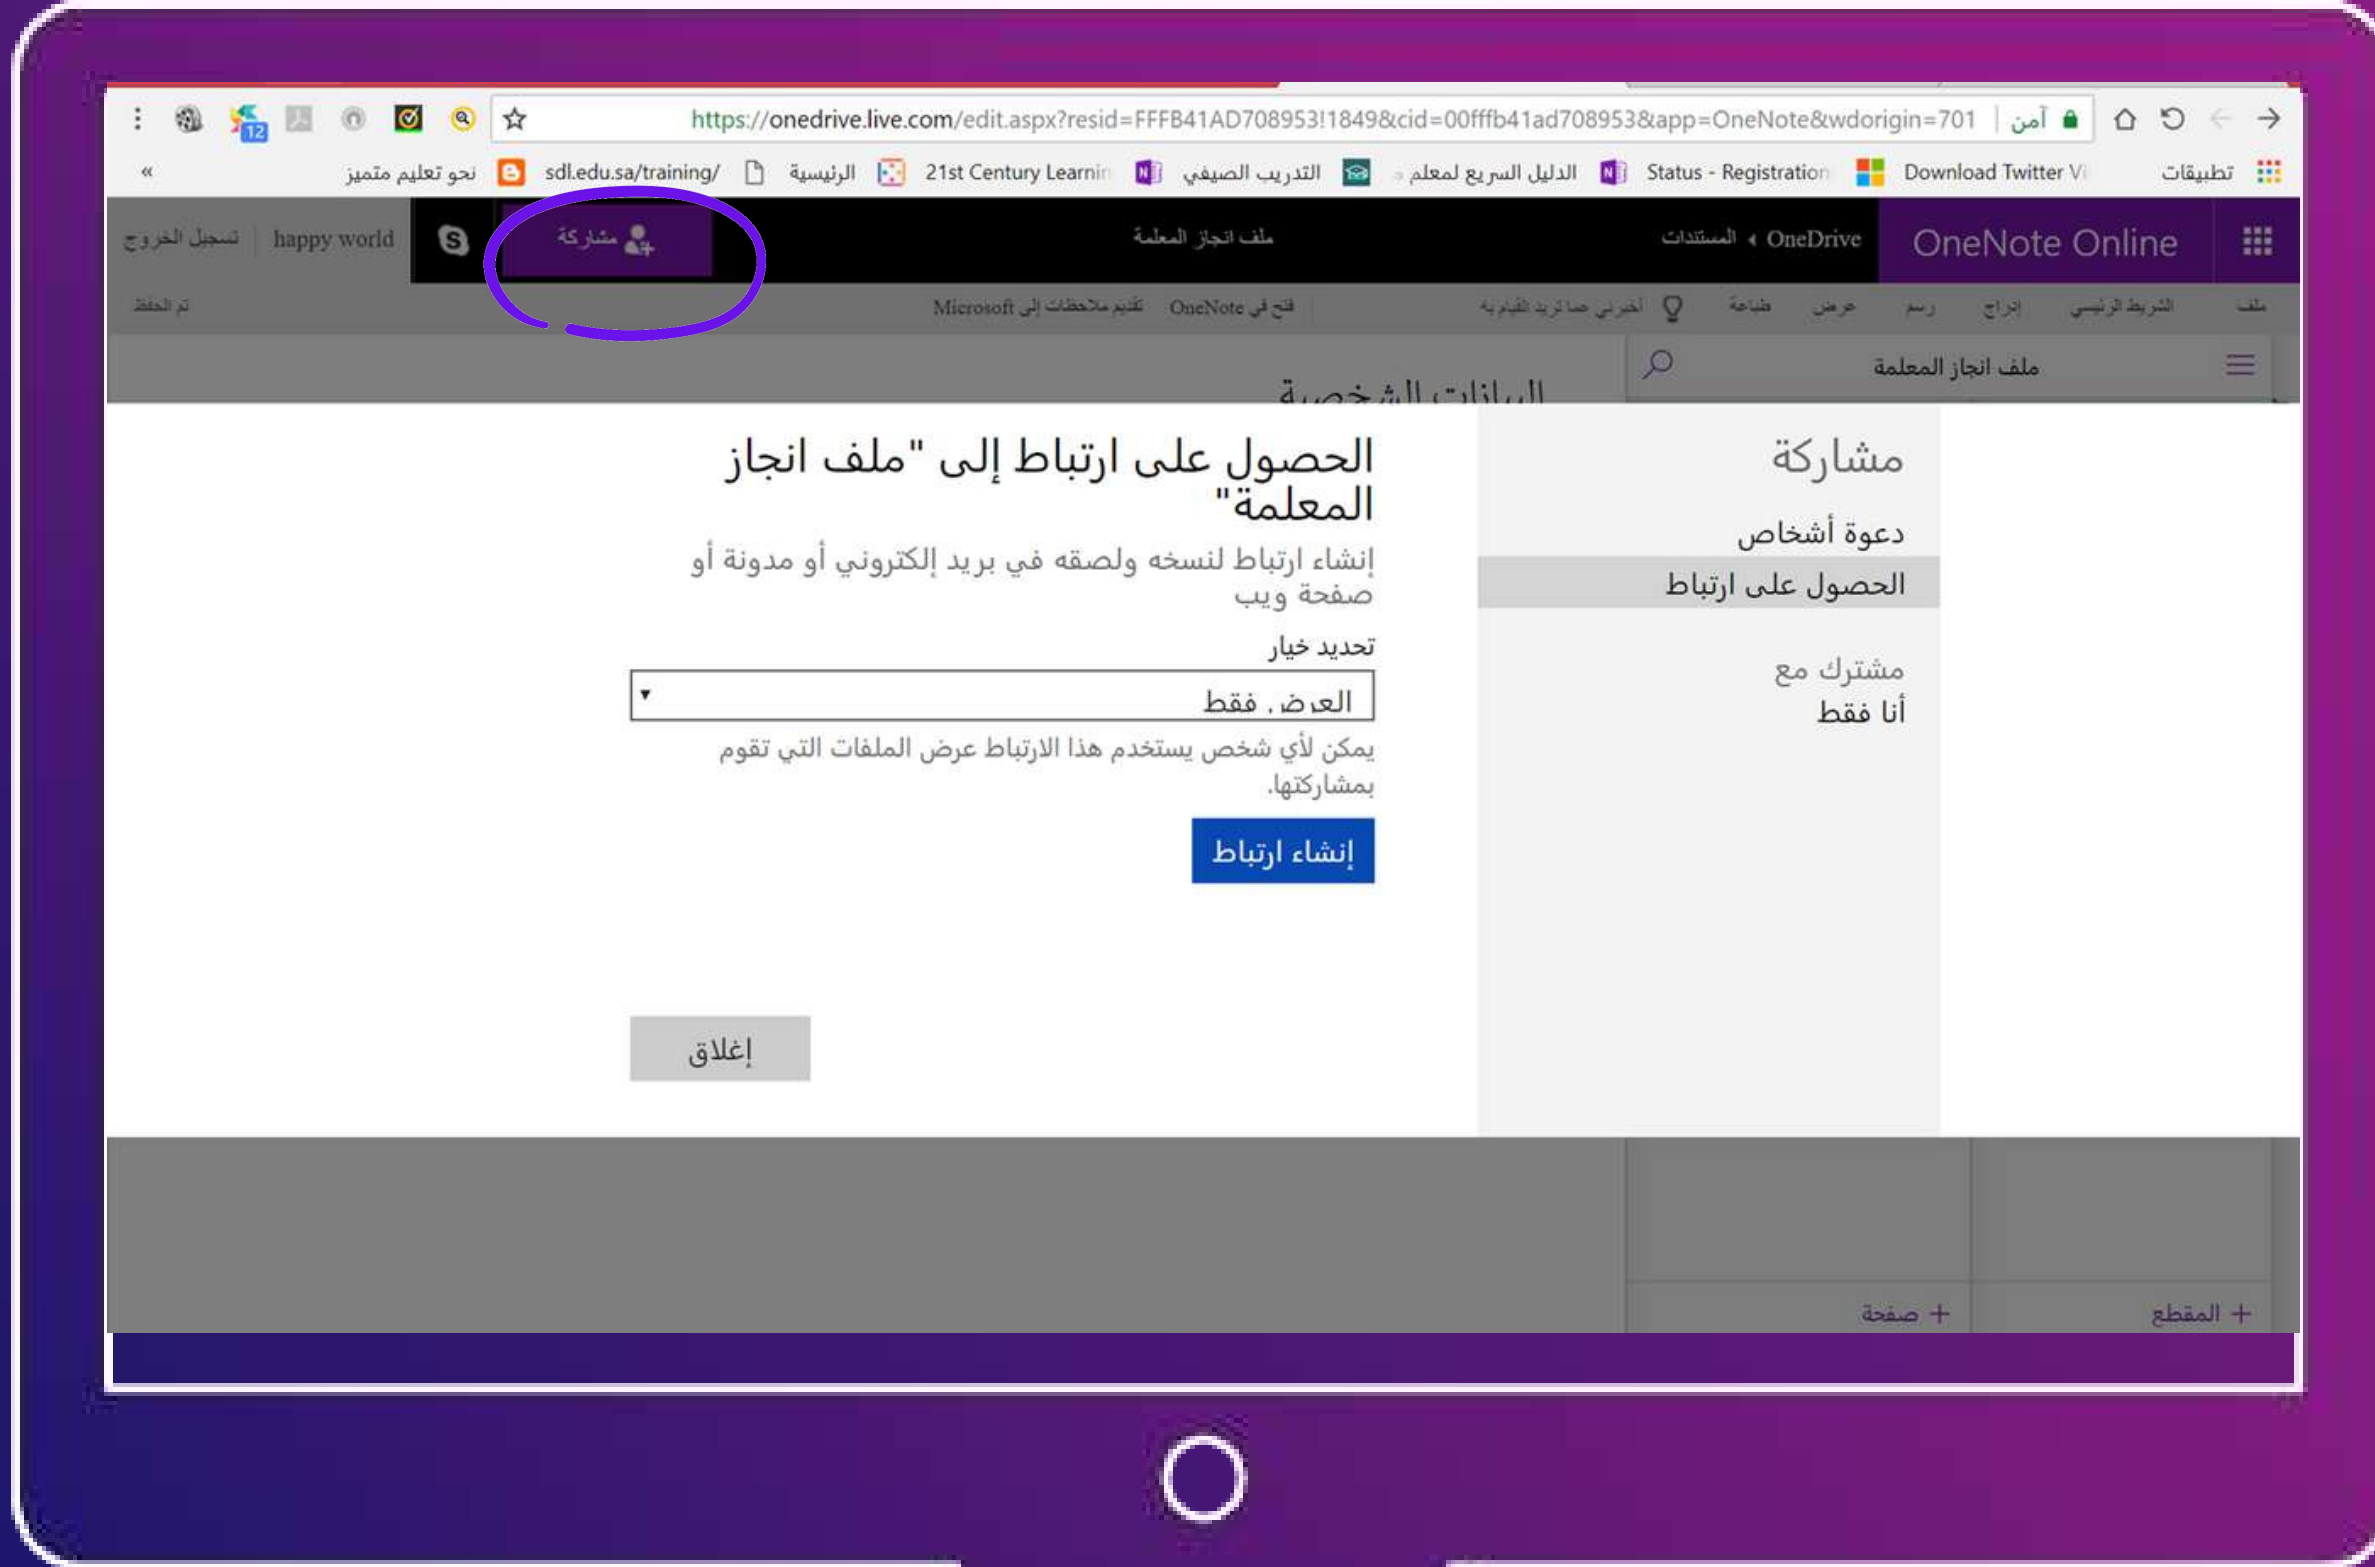 https://onedrive.live.com/edit.aspx?resid=FFFB41AD708953!1849&cid=00fffb41ad708953&app=OneNote&wdorigin=701 | آمن
12
تطبيقات Download Twitter Vi Status - Registration الدليل السريع لمعلم التدريب الصيفي 21st Century Learnin الرئيسية sdl.edu.sa/training/ نحو تعليم متميز »
OneNote Online OneDrive المستندات ملف انجاز المعلمة مشاركة happy world تسجيل الخروج
ملف الشريط الرئيسي إدراج رسم عرض طباعة أخبرني عما تريد القيام به فتح في OneNote تقديم ملاحظات إلى Microsoft تم الحفظ
ملف انجاز المعلمة
البيانات الشخصية
مشاركة
دعوة أشخاص
الحصول على ارتباط
مشترك مع
أنا فقط
الحصول على ارتباط إلى "ملف انجاز
المعلمة"
إنشاء ارتباط لنسخه ولصقه في بريد إلكتروني أو مدونة أو
صفحة ويب
تحديد خيار
العرض فقط
يمكن لأي شخص يستخدم هذا الارتباط عرض الملفات التي تقوم
بمشاركتها.
إنشاء ارتباط
إغلاق
+ المقطع + صفحة